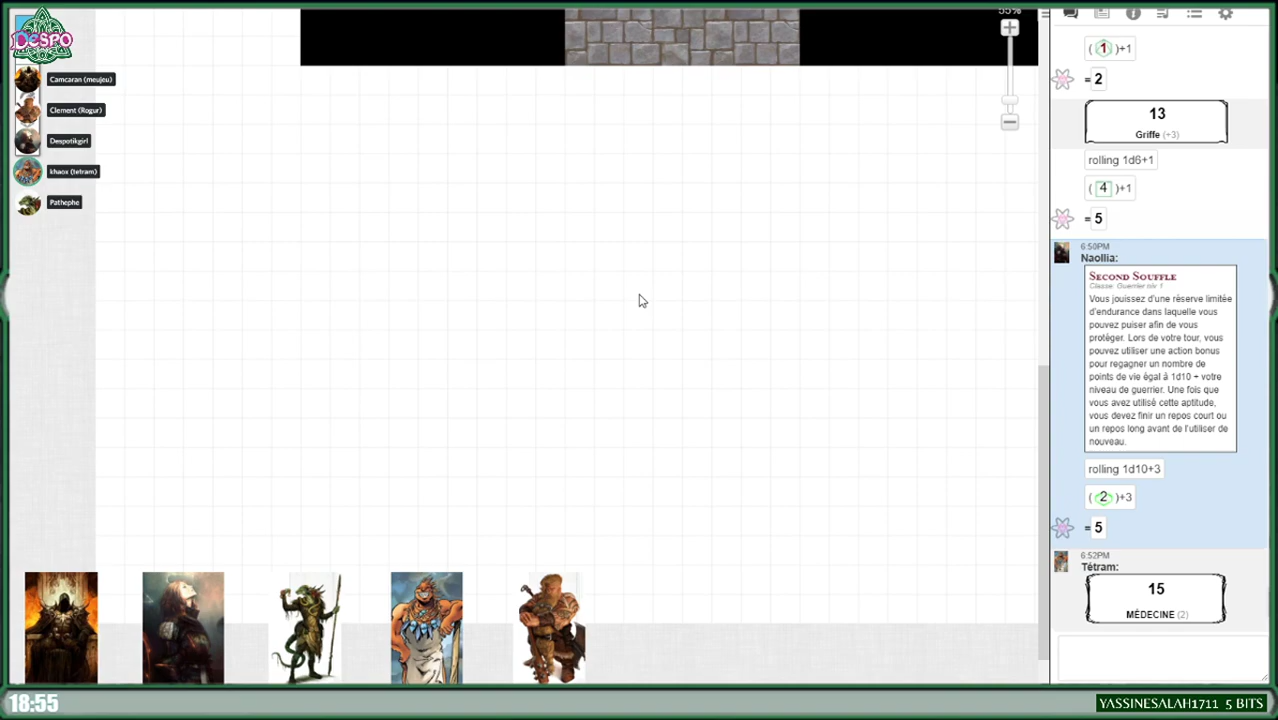 DeSPO
Camcaran (meujeu)
Clement (Rogur)
Despotikgirl
khaox (tetram)
Pathephe
55%
(1)+1
=2
13
Griffe (+3)
rolling 1d6+1
(4)+1
=5
6:50PM
Naollia:
Second Souffle
Classe: Guerrier niv 1
Vous jouissez d'une réserve limitée
d'endurance dans laquelle vous
pouvez puiser afin de vous
protéger. Lors de votre tour, vous
pouvez utiliser une action bonus
pour regagner un nombre de
points de vie égal à 1d10 + votre
niveau de guerrier. Une fois que
vous avez utilisé cette aptitude,
vous devez finir un repos court ou
un repos long avant de l'utiliser de
nouveau.
rolling 1d10+3
(2)+3
=5
6:52PM
Tétram:
15
MÉDECINE (2)
18:55
YASSINESALAH1711 5 BITS